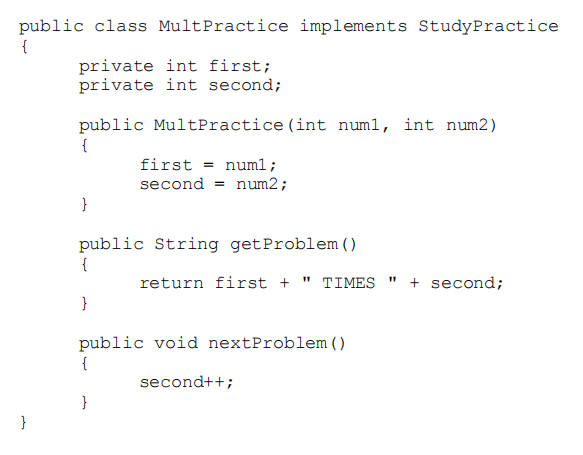 public class MultPractice implements StudyPractice
{
private int first;
private int second;
public MultPractice(int num1, int num2)
{
first = num1;
second = num2;
}
public String getProblem()
{
return first + " TIMES " + second;
}
public void nextProblem()
{
second++;
}
}